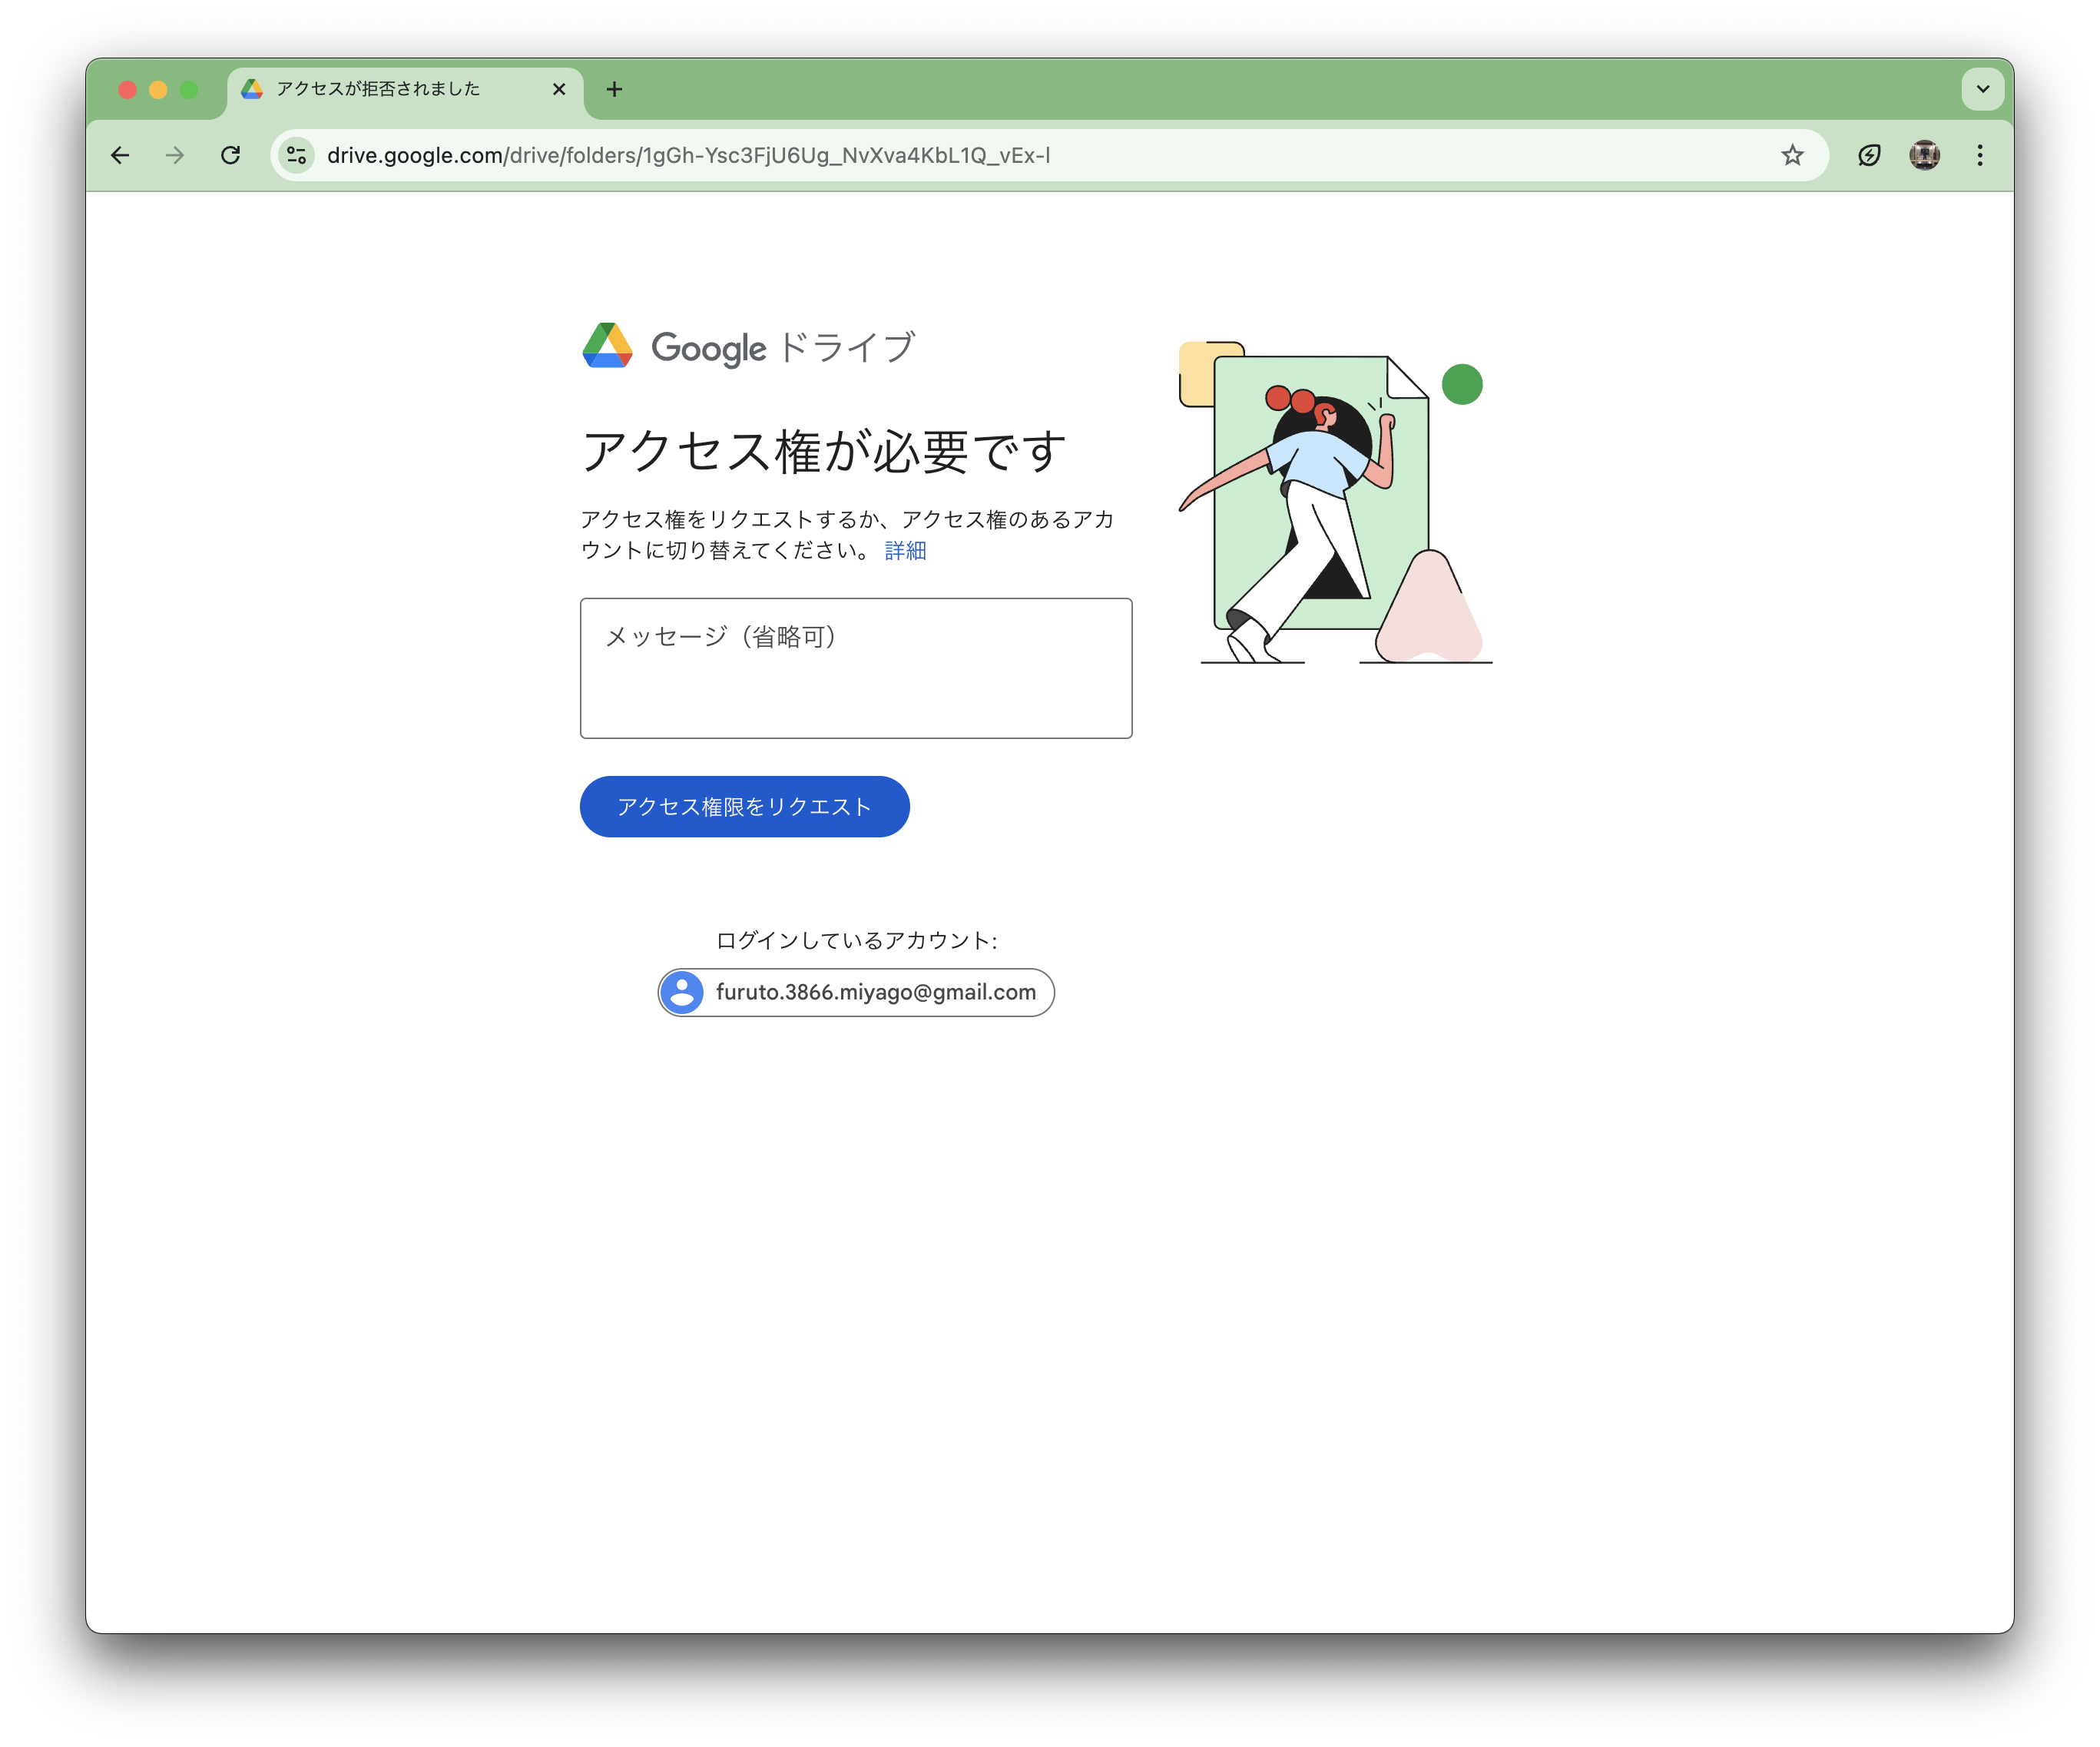 アクセスが拒否されました
drive.google.com/drive/folders/1gGh-Ysc3FjU6Ug_NvXva4KbL1Q_vEx-l
Google ドライブ
アクセス権が必要です
アクセス権をリクエストするか、アクセス権のあるアカ
ウントに切り替えてください。 詳細
メッセージ（省略可）
アクセス権限をリクエスト
ログインしているアカウント:
furuto.3866.miyago@gmail.com